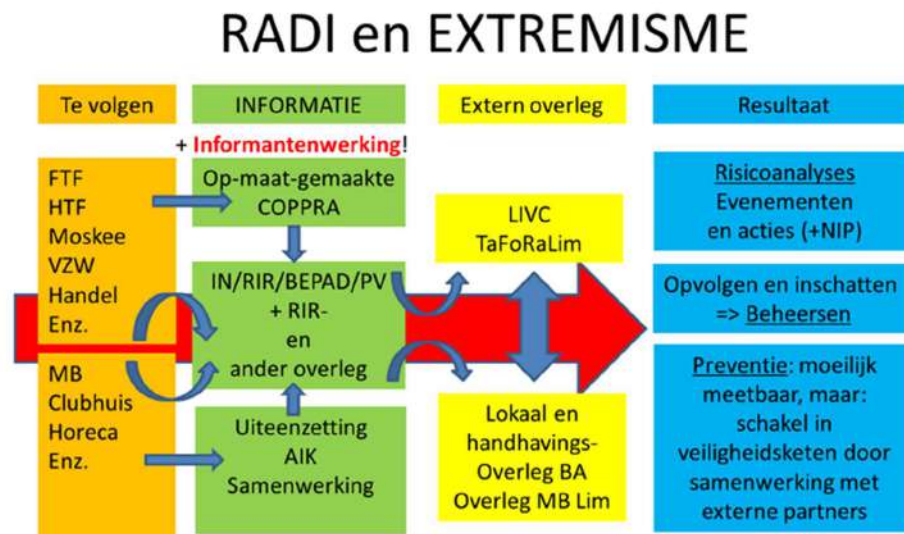 RADI en EXTREMISME
Te volgen
INFORMATIE
Extern overleg
Resultaat
+ Informantenwerking!
FTF
HTF
Moskee
VZW
Handel
Enz.
MB
Clubhuis
Horeca
Enz.
Op-maat-gemaakte
COPPRA
IN/RIR/BEPAD/PV
+ RIR-
en
ander overleg
Uiteenzetting
AIK
Samenwerking
LIVC
TaFoRaLim
Lokaal en
handhavings-
Overleg BA
Overleg MB Lim
Risicoanalyses
Evenementen
en acties (+NIP)
Opvolgen en inschatten
=> Beheersen
Preventie: moeilijk
meetbaar, maar:
schakel in
veiligheidsketen door
samenwerking met
externe partners